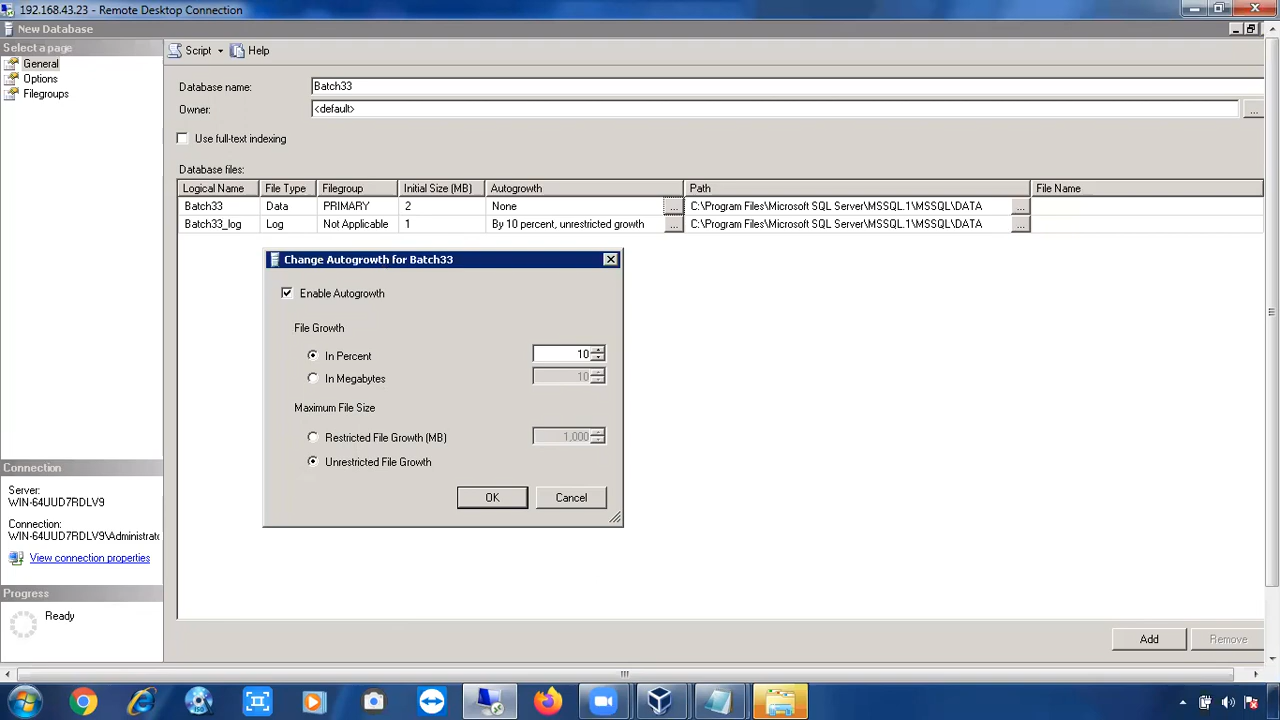 192.168.43.23 - Remote Desktop Connection
New Database
Select a page
General
Options
Filegroups
Script
Help
Database name:
Batch33
Owner:
<default>
...
Use full-text indexing
Database files:
Logical Name File Type Filegroup Initial Size (MB) Autogrowth Path File Name
Batch33 Data PRIMARY 2 None ... C:\Program Files\Microsoft SQL Server\MSSQL.1\MSSQL\DATA ...
Batch33_log Log Not Applicable 1 By 10 percent, unrestricted growth ... C:\Program Files\Microsoft SQL Server\MSSQL.1\MSSQL\DATA ...
Change Autogrowth for Batch33
Enable Autogrowth
File Growth
In Percent 10
In Megabytes 10
Maximum File Size
Restricted File Growth (MB) 1,000
Unrestricted File Growth
OK Cancel
Connection
Server:
WIN-64UUD7RDLV9
Connection:
WIN-64UUD7RDLV9\Administrato
View connection properties
Progress
Ready
Add Remove